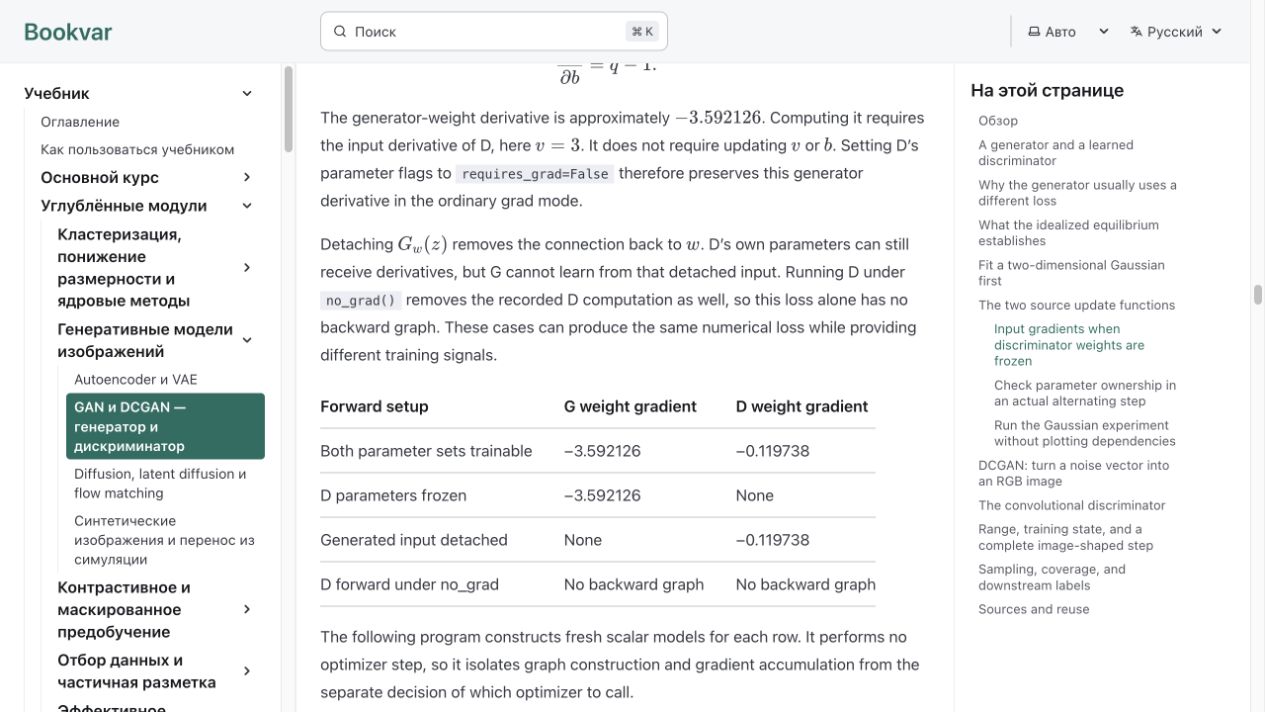 Bookvar
Поиск
⌘ K
Авто
Русский
Учебник
Оглавление
Как пользоваться учебником
Основной курс
Углублённые модули
Кластеризация,
понижение
размерности и
ядровые методы
Генеративные модели
изображений
Autoencoder и VAE
GAN и DCGAN —
генератор и
дискриминатор
Diffusion, latent diffusion и
flow matching
Синтетические
изображения и перенос из
симуляции
Контрастивное и
маскированное
предобучение
Отбор данных и
частичная разметка
Эффективное
∂b = q − 1.
The generator-weight derivative is approximately −3.592126. Computing it requires
the input derivative of D, here v = 3. It does not require updating v or b. Setting D’s
parameter flags to requires_grad=False therefore preserves this generator
derivative in the ordinary grad mode.
Detaching G_w(z) removes the connection back to w. D’s own parameters can still
receive derivatives, but G cannot learn from that detached input. Running D under
no_grad() removes the recorded D computation as well, so this loss alone has no
backward graph. These cases can produce the same numerical loss while providing
different training signals.
Forward setup G weight gradient D weight gradient
Both parameter sets trainable −3.592126 −0.119738
D parameters frozen −3.592126 None
Generated input detached None −0.119738
D forward under no_grad No backward graph No backward graph
The following program constructs fresh scalar models for each row. It performs no
optimizer step, so it isolates graph construction and gradient accumulation from the
separate decision of which optimizer to call.
На этой странице
Обзор
A generator and a learned
discriminator
Why the generator usually uses a
different loss
What the idealized equilibrium
establishes
Fit a two-dimensional Gaussian
first
The two source update functions
Input gradients when
discriminator weights are
frozen
Check parameter ownership in
an actual alternating step
Run the Gaussian experiment
without plotting dependencies
DCGAN: turn a noise vector into
an RGB image
The convolutional discriminator
Range, training state, and a
complete image-shaped step
Sampling, coverage, and
downstream labels
Sources and reuse